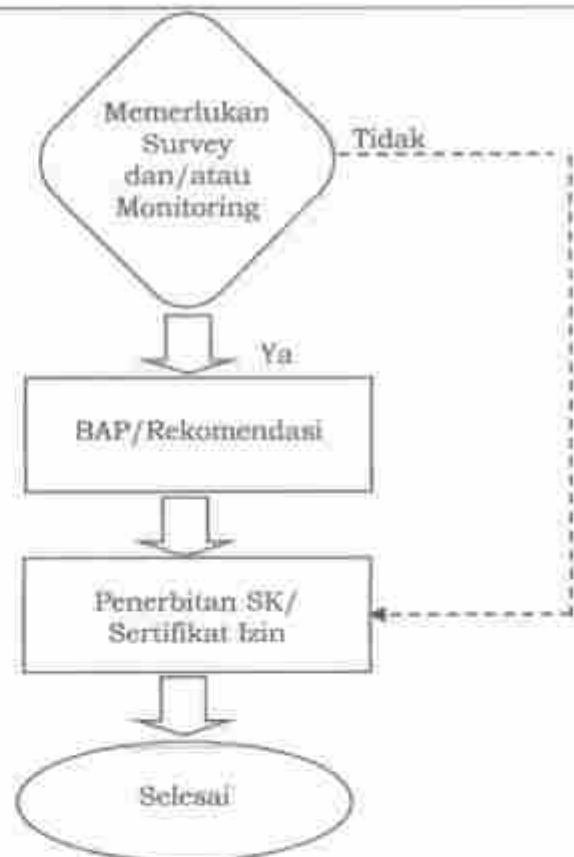 Memerlukan
Survey
dan/atau
Monitoring
Tidak
Ya
BAP/Rekomendasi
Penerbitan SK/
Sertifikat Izin
Selesai